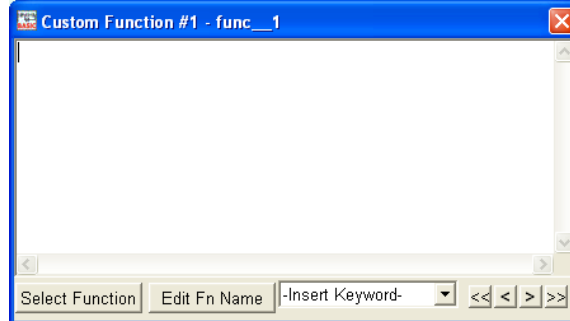 Custom Function #1 - func__1
Select Function Edit Fn Name -Insert Keyword- << < > >>